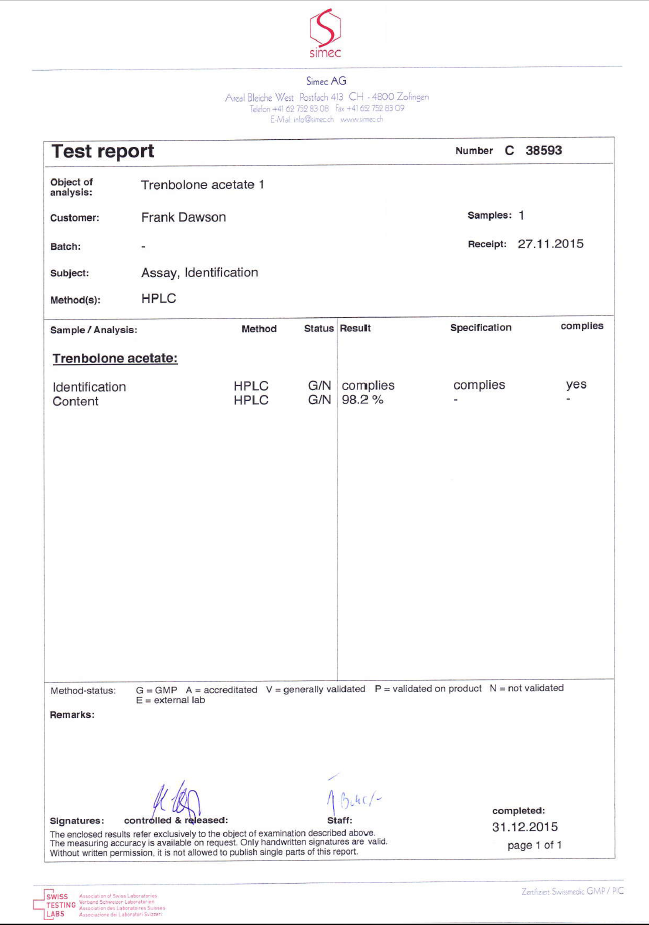 simec
Simec AG
Areal Bleiche West Postfach 413 CH - 4800 Zofingen
Telefon +41 62 752 83 08 Fax +41 62 752 83 09
E-Mail info@simec.ch www.simec.ch
Test report Number C 38593
Object of analysis: Trenbolone acetate 1
Customer: Frank Dawson Samples: 1
Batch: - Receipt: 27.11.2015
Subject: Assay, Identification
Method(s): HPLC
Sample / Analysis: Method Status Result Specification complies
Trenbolone acetate:
Identification HPLC G/N complies complies yes
Content HPLC G/N 98.2 % - -
Method-status: G = GMP A = accreditated V = generally validated P = validated on product N = not validated
E = external lab
Remarks:
Signatures: controlled & released: Staff:
completed:
31.12.2015
page 1 of 1
The enclosed results refer exclusively to the object of examination described above.
The measuring accuracy is available on request. Only handwritten signatures are valid.
Without written permission, it is not allowed to publish single parts of this report.
SWISS
TESTING
LABS
Association of Swiss Laboratories
Verband Schweizer Laboratorien
Association des Laboratoires Suisses
Associazione dei Laboratori Svizzeri
Zertifiziert Swissmedic GMP / PIC